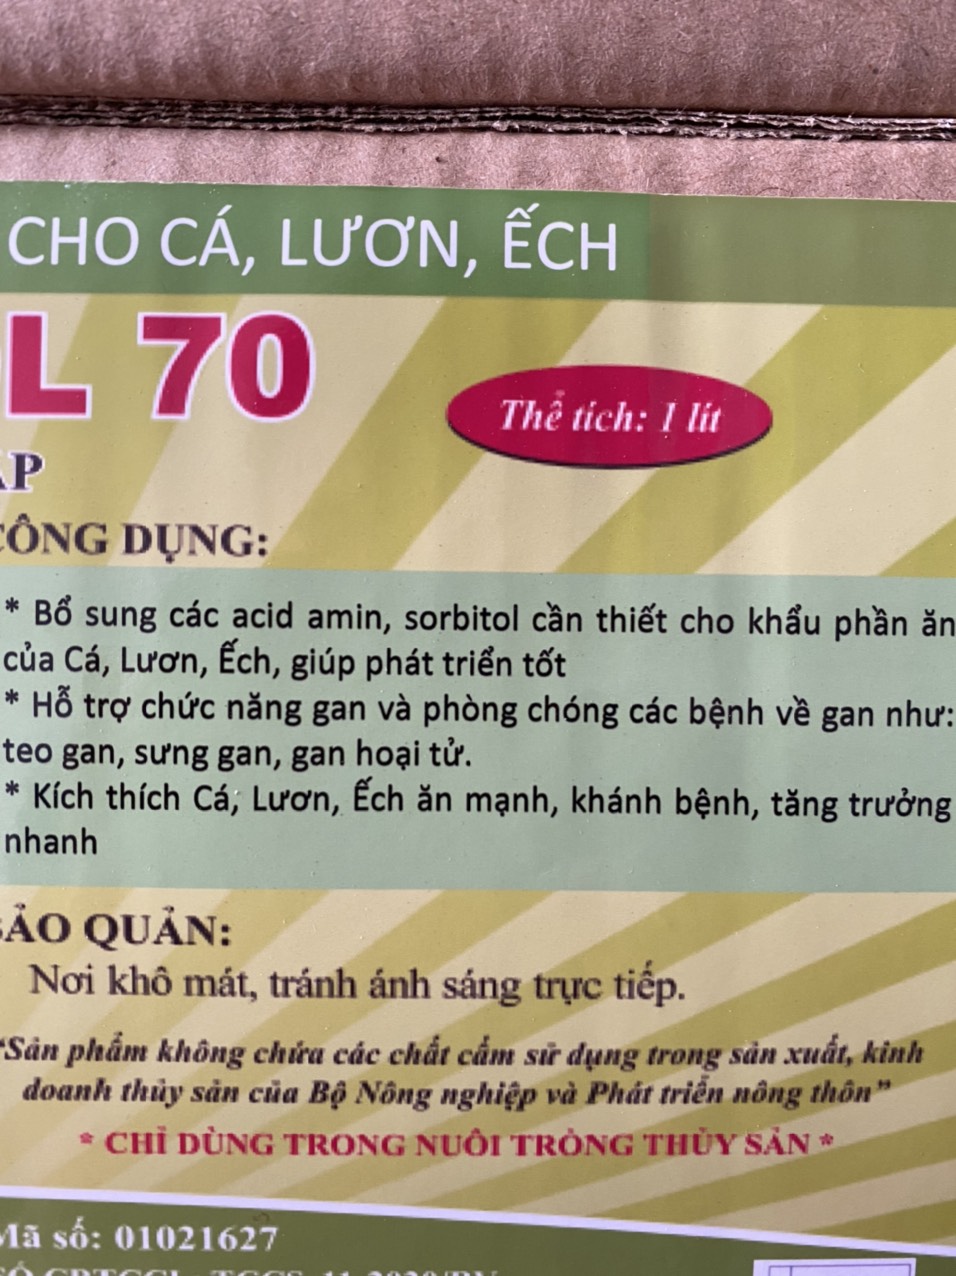 CHO CÁ, LƯƠN, ẾCH
L 70
Thể tích: 1 lít
CÔNG DỤNG:
* Bổ sung các acid amin, sorbitol cần thiết cho khẩu phần ăn
của Cá, Lươn, Ếch, giúp phát triển tốt
* Hỗ trợ chức năng gan và phòng chóng các bệnh về gan như:
teo gan, sưng gan, gan hoại tử.
* Kích thích Cá, Lươn, Ếch ăn mạnh, khánh bệnh, tăng trưởng
nhanh
BẢO QUẢN:
Nơi khô mát, tránh ánh sáng trực tiếp.
"Sản phẩm không chứa các chất cấm sử dụng trong sản xuất, kinh
doanh thủy sản của Bộ Nông nghiệp và Phát triển nông thôn"
* CHỈ DÙNG TRONG NUÔI TRỒNG THỦY SẢN *
Mã số: 01021627